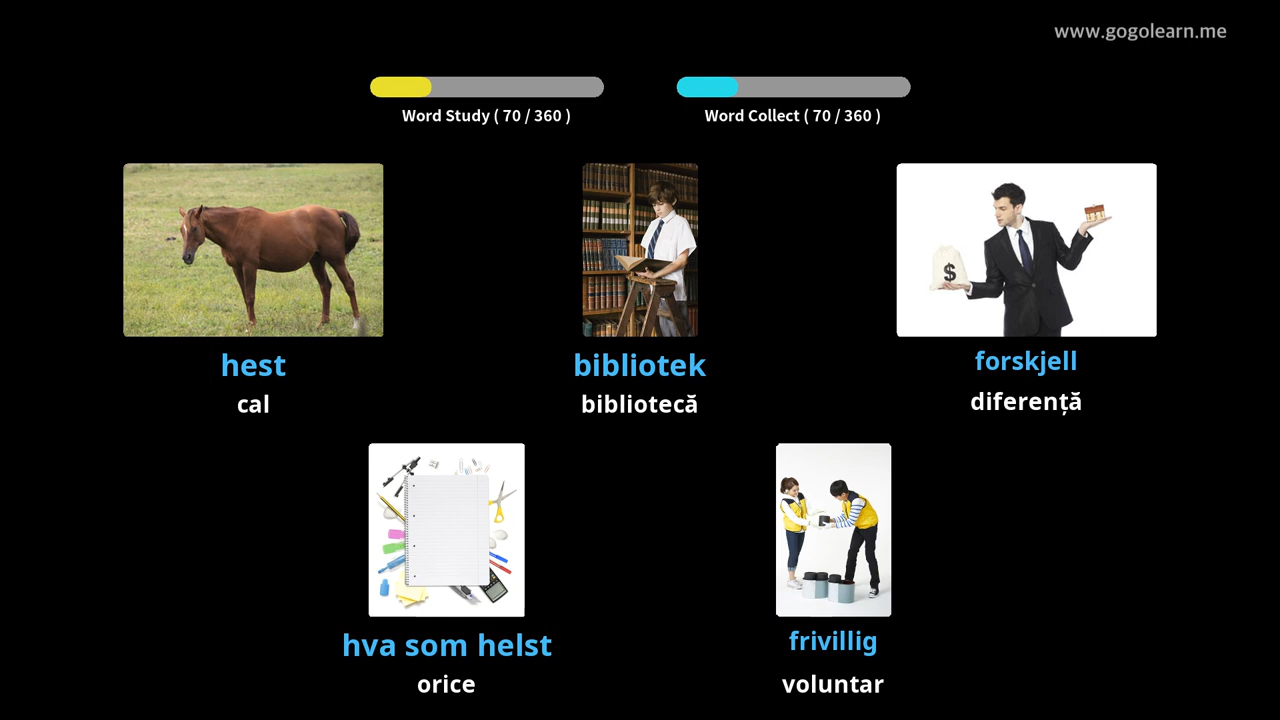 www.gogolearn.me
Word Study ( 70 / 360 )
Word Collect ( 70 / 360 )
hest
cal
bibliotek
bibliotecă
forskjell
diferență
$
hva som helst
orice
frivillig
voluntar